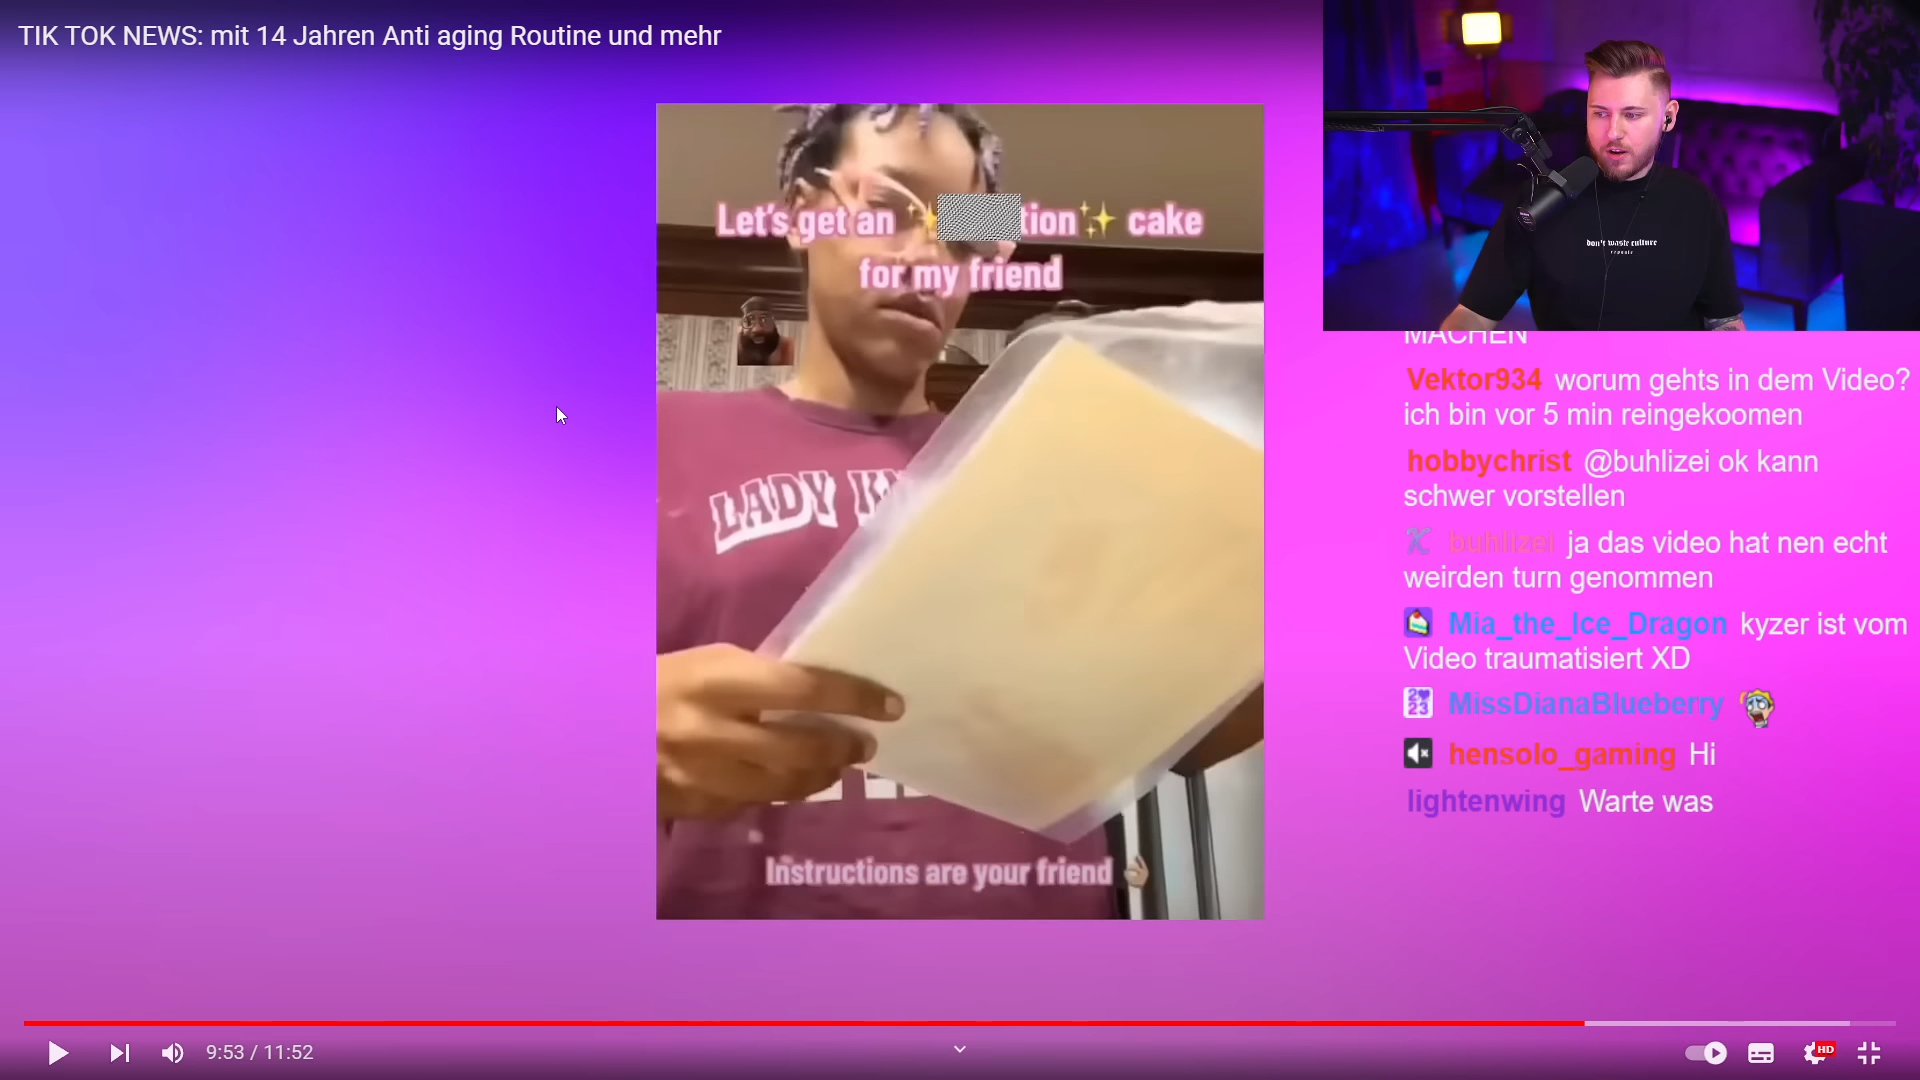 TIK TOK NEWS: mit 14 Jahren Anti aging Routine und mehr
Let's get an ✨ tion✨ cake
for my friend
LADY
Instructions are your friend
don't waste culture
MACHEN
Vektor934 worum gehts in dem Video?
ich bin vor 5 min reingekoomen
hobbychrist @buhlizei ok kann
schwer vorstellen
buhlizei ja das video hat nen echt
weirden turn genommen
Mia_the_Ice_Dragon kyzer ist vom
Video traumatisiert XD
MissDianaBlueberry
hensolo_gaming Hi
lightenwing Warte was
9:53 / 11:52
HD